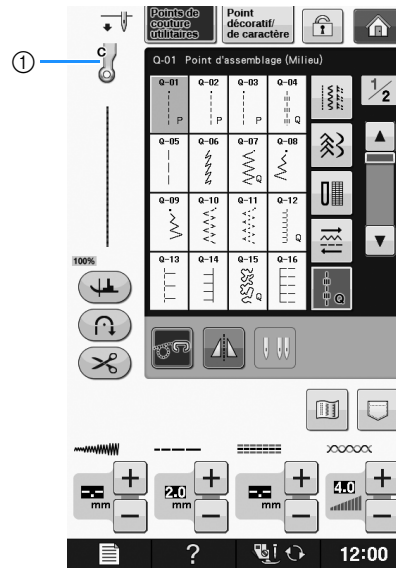 Points de
couture
utilitaires
Point
décoratif/
de caractère
1
C
Q-01 Point d'assemblage (Milieu)
Q-01 Q-02 Q-03 Q-04
P P P Q
1/2
Q-05 Q-06 Q-07 Q-08
Q
Q-09 Q-10 Q-11 Q-12
Q
100%
Q-13 Q-14 Q-15 Q-16
Q
Q
-.- mm
2.0 mm
-.- mm
4.0
+ + + +
− − − −
? 12:00